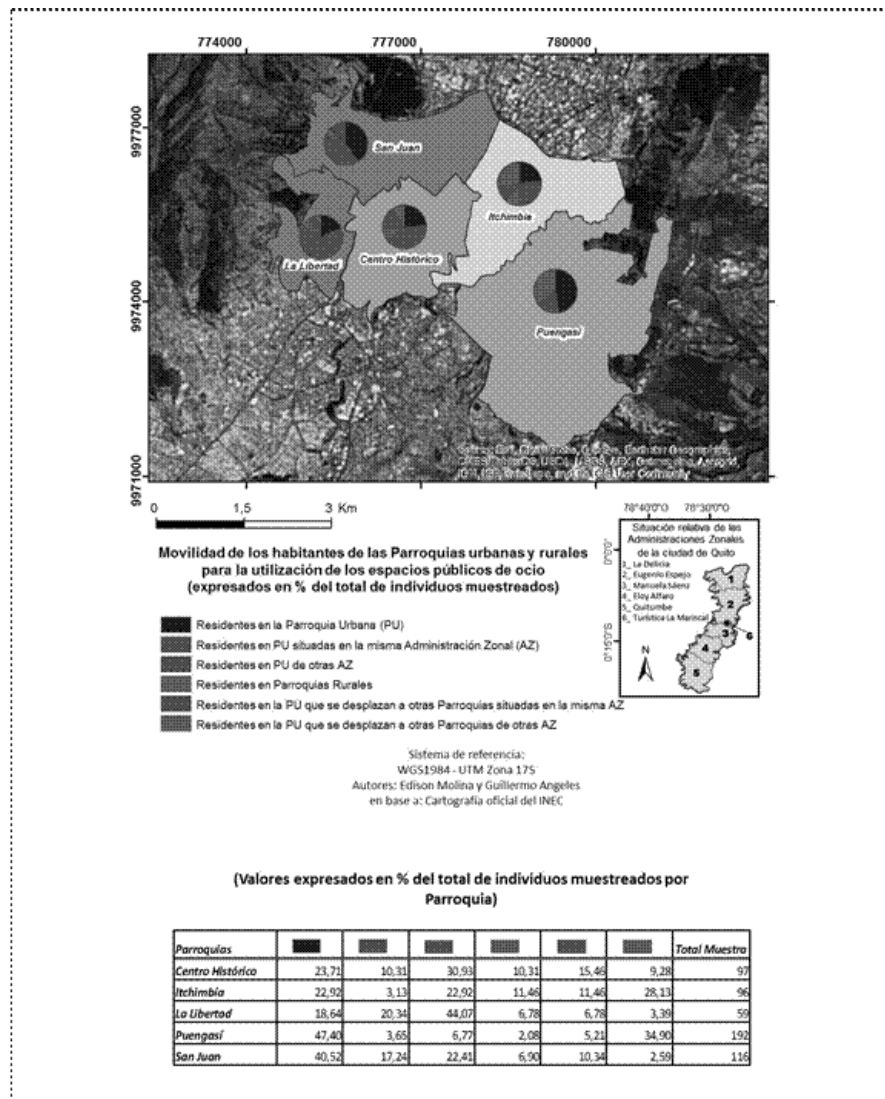 774000 777000 780000
9977000
9974000
9971000
San Juan
Itchimbía
La Libertad
Centro Histórico
Puengasí
0 1,5 3 Km
78°40'0"O 78°30'0"O
0°0'0"
0°15'0"S
Situación relativa de las
Administraciones Zonales
de la ciudad de Quito
1_ La Delicia
2_ Eugenio Espejo
3_ Manuela Sáenz
4_ Eloy Alfaro
5_ Quitumbe
6_ Turística La Mariscal
1
2
6
3
4
5
N
Movilidad de los habitantes de las Parroquias urbanas y rurales
para la utilización de los espacios públicos de ocio
(expresados en % del total de individuos muestreados)
Residentes en la Parroquia Urbana (PU)
Residentes en PU situadas en la misma Administración Zonal (AZ)
Residentes en PU de otras AZ
Residentes en Parroquias Rurales
Residentes en la PU que se desplazan a otras Parroquias situadas en la misma AZ
Residentes en la PU que se desplazan a otras Parroquias de otras AZ
Sistema de referencia:
WGS1984 - UTM Zona 17S
Autores: Edison Molina y Guillermo Angeles
en base a: Cartografía oficial del INEC
(Valores expresados en % del total de individuos muestreados por
Parroquia)
Parroquias Total Muestra
Centro Histórico 23,71 10,31 30,93 10,31 15,46 9,28 97
Itchimbía 22,92 3,13 22,92 11,46 11,46 28,13 96
La Libertad 18,64 20,34 44,07 6,78 6,78 3,39 59
Puengasí 47,40 3,65 6,77 2,08 5,21 34,90 192
San Juan 40,52 17,24 22,41 6,90 10,34 2,59 116